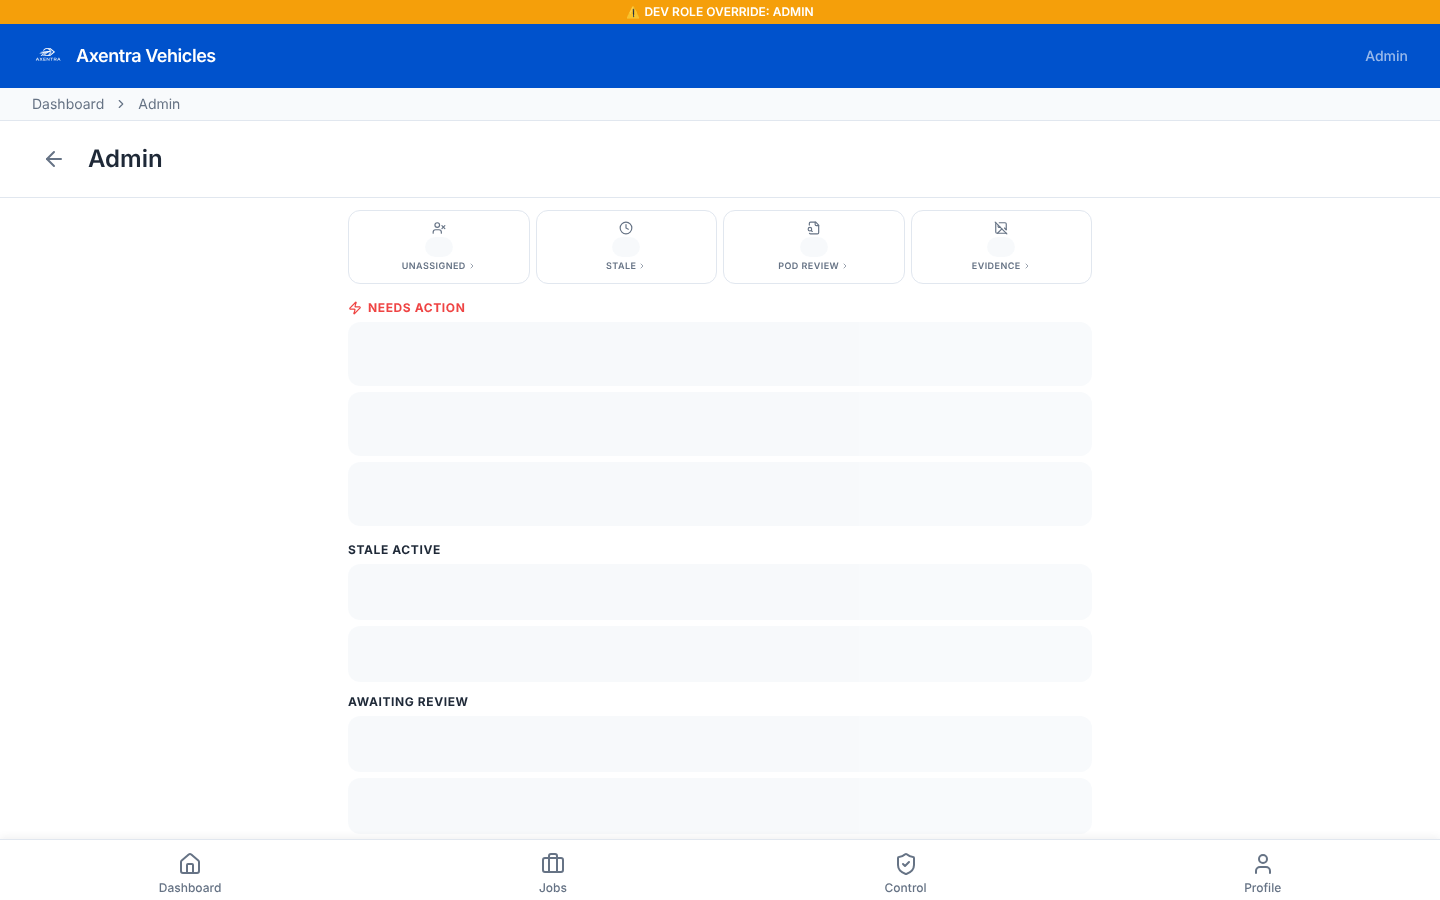 ⚠️ DEV ROLE OVERRIDE: ADMIN
AXENTRA
Axentra Vehicles
Admin
Dashboard > Admin
Admin
UNASSIGNED ›
STALE ›
POD REVIEW ›
EVIDENCE ›
NEEDS ACTION
STALE ACTIVE
AWAITING REVIEW
Dashboard
Jobs
Control
Profile